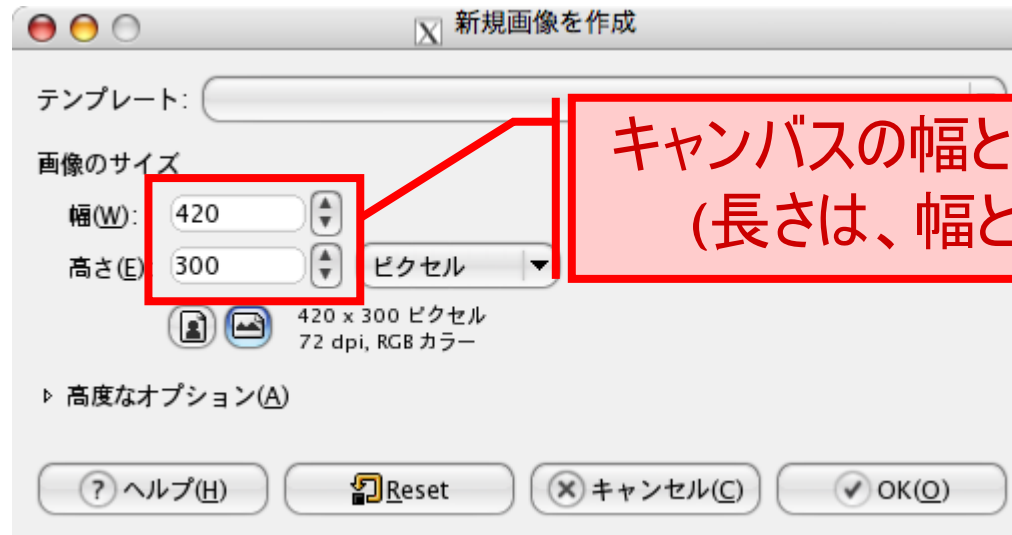 新規画像を作成
テンプレート:
キャンバスの幅と
(長さは、幅と
画像のサイズ
幅(W): 420
高さ(E) 300 ピクセル
420 x 300 ピクセル
72 dpi, RGB カラー
高度なオプション(A)
ヘルプ(H) Reset キャンセル(C) OK(O)